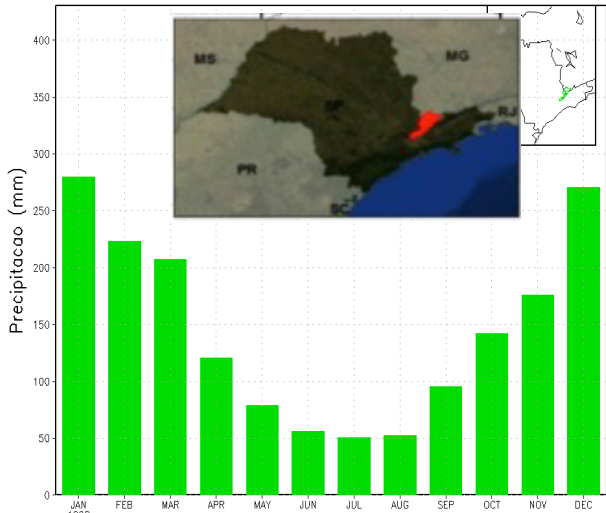 Precipitacao (mm)
400
350
300
250
200
150
100
50
0
MS
MG
SP
RJ
PR
SC
JAN FEB MAR APR MAY JUN JUL AUG SEP OCT NOV DEC